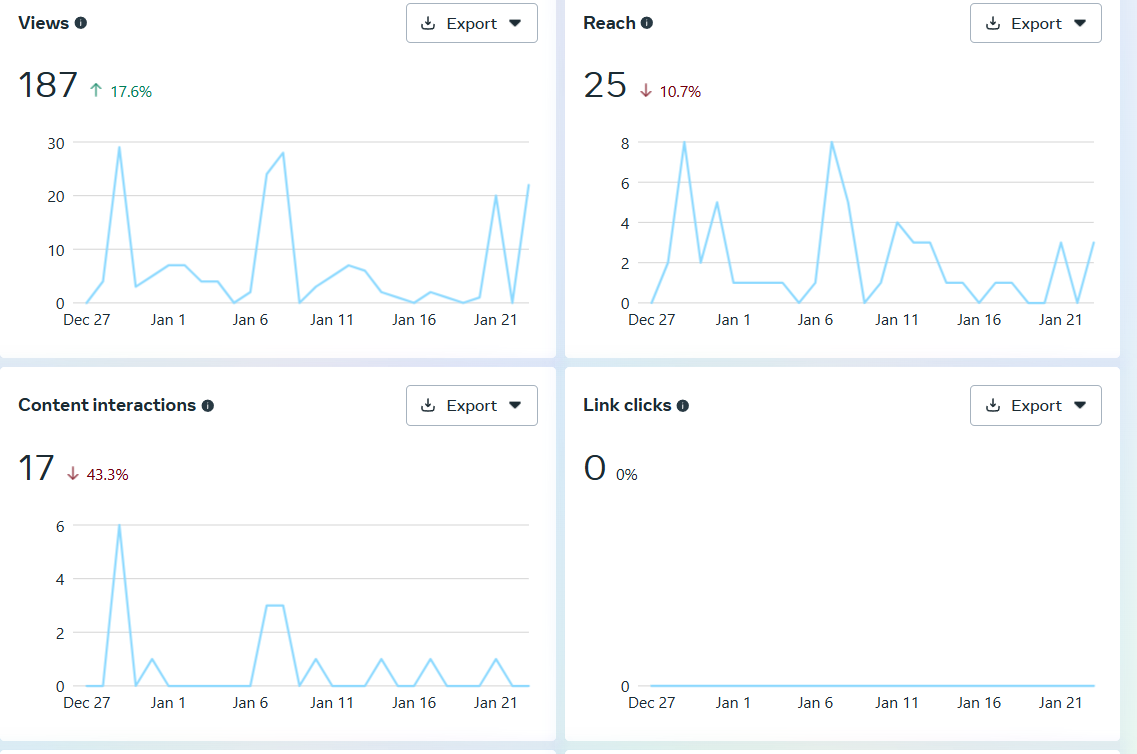 Views
Export
187 17.6%
30
20
10
0
Dec 27 Jan 1 Jan 6 Jan 11 Jan 16 Jan 21
Reach
Export
25 10.7%
8
6
4
2
0
Dec 27 Jan 1 Jan 6 Jan 11 Jan 16 Jan 21
Content interactions
Export
17 43.3%
6
4
2
0
Dec 27 Jan 1 Jan 6 Jan 11 Jan 16 Jan 21
Link clicks
Export
0 0%
0
Dec 27 Jan 1 Jan 6 Jan 11 Jan 16 Jan 21